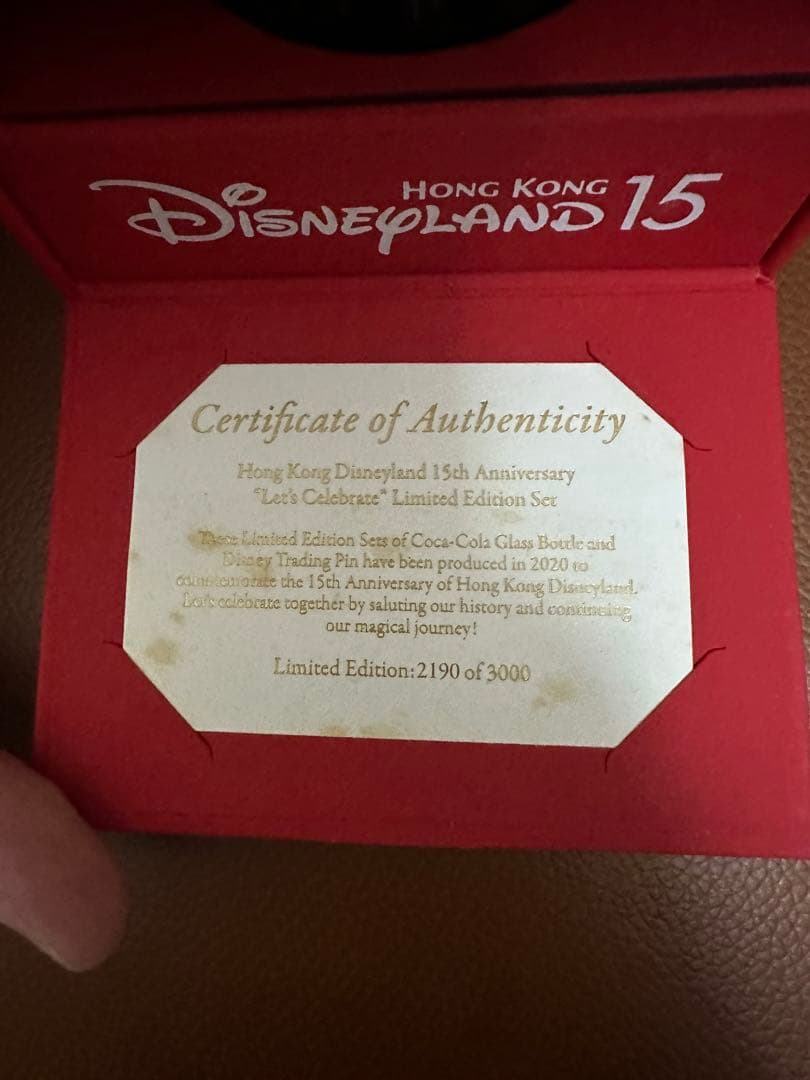 HONG KONG
DISNEYLAND 15
Certificate of Authenticity
Hong Kong Disneyland 15th Anniversary
"Let's Celebrate" Limited Edition Set
These Limited Edition Sets of Coca-Cola Glass Bottle and
Disney Trading Pin have been produced in 2020 to
commemorate the 15th Anniversary of Hong Kong Disneyland.
Let's celebrate together by saluting our history and continuing
our magical journey!
Limited Edition:2190 of 3000